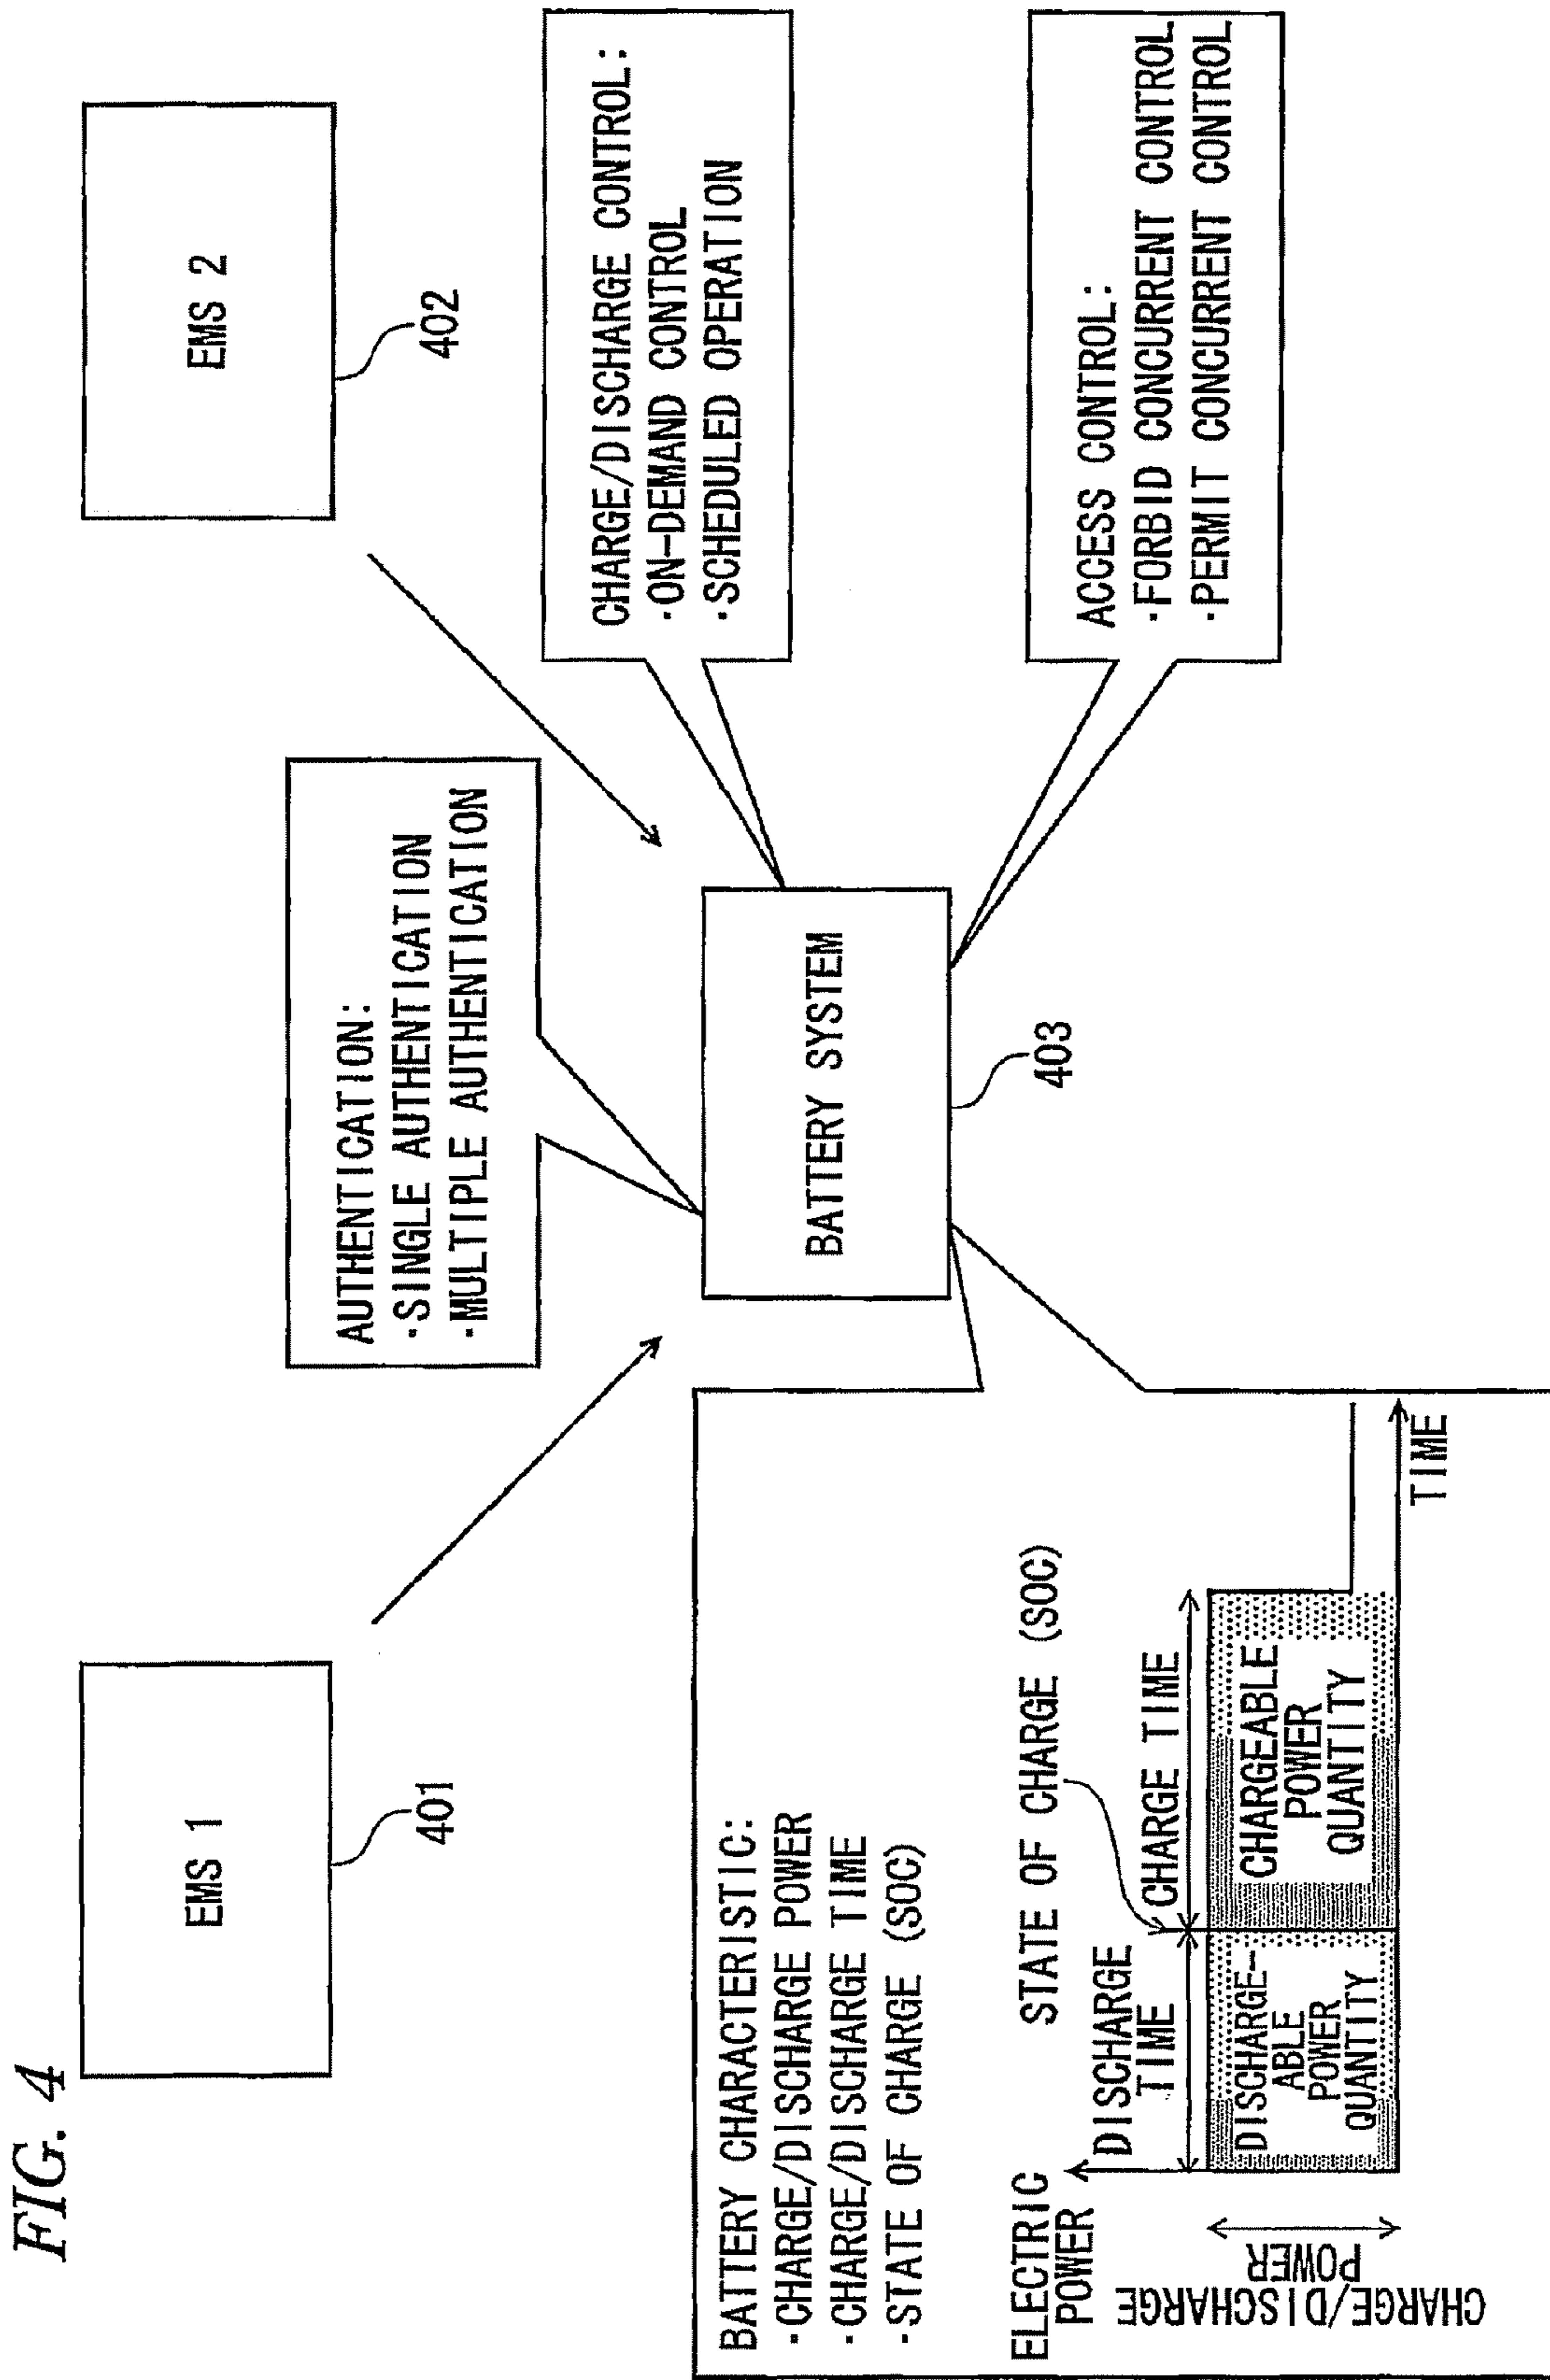 FIG. 4
EMS 1
401
EMS 2
402
AUTHENTICATION:
·SINGLE AUTHENTICATION
·MULTIPLE AUTHENTICATION
CHARGE/DISCHARGE CONTROL:
·ON-DEMAND CONTROL
·SCHEDULED OPERATION
BATTERY SYSTEM
403
ACCESS CONTROL:
·FORBID CONCURRENT CONTROL
·PERMIT CONCURRENT CONTROL
BATTERY CHARACTERISTIC:
·CHARGE/DISCHARGE POWER
·CHARGE/DISCHARGE TIME
·STATE OF CHARGE (SOC)
STATE OF CHARGE (SOC)
ELECTRIC
POWER
DISCHARGE
TIME
CHARGE TIME
DISCHARGE-
ABLE
POWER
QUANTITY
CHARGEABLE
POWER
QUANTITY
CHARGE/DISCHARGE
POWER
TIME